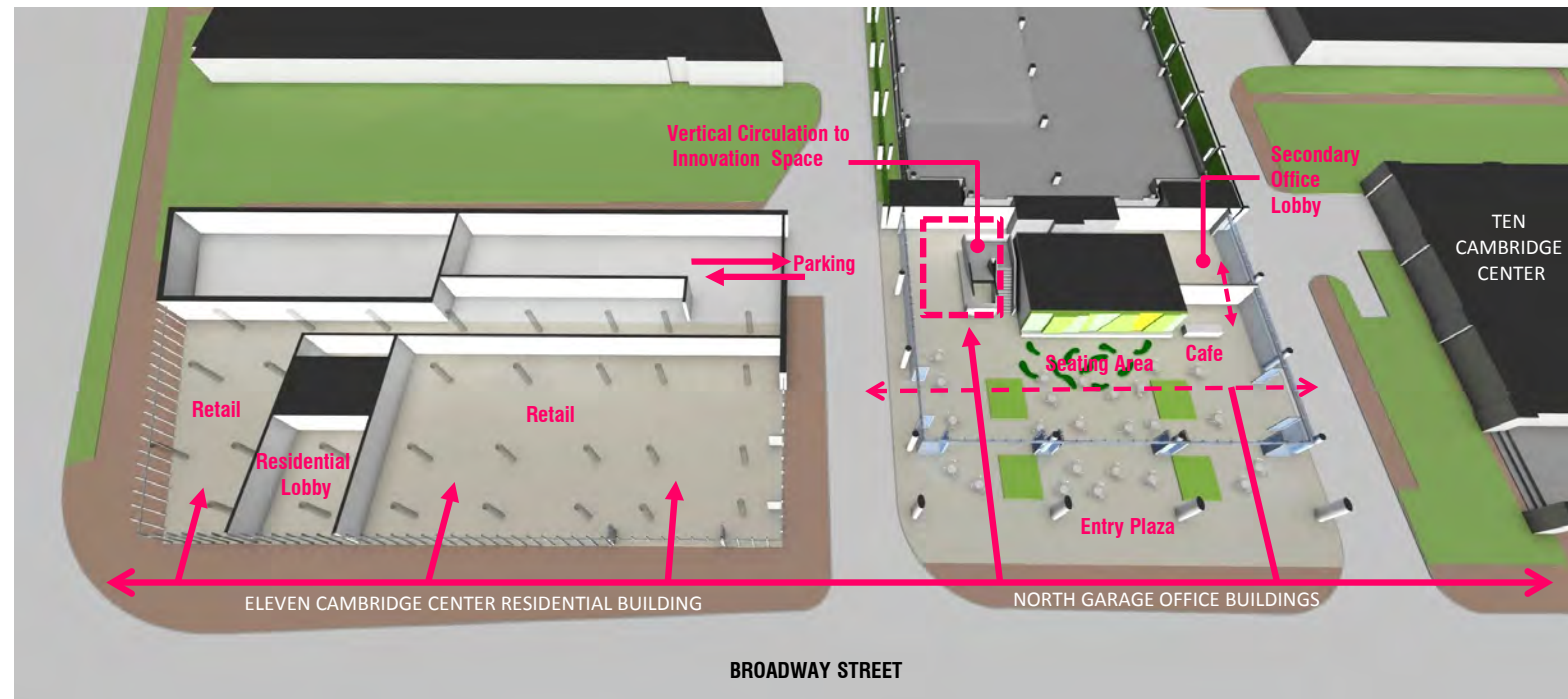 Vertical Circulation to
Innovation Space
Secondary
Office
Lobby
TEN
CAMBRIDGE
CENTER
Parking
Seating Area
Cafe
Retail
Retail
Residential
Lobby
Entry Plaza
ELEVEN CAMBRIDGE CENTER RESIDENTIAL BUILDING
NORTH GARAGE OFFICE BUILDINGS
BROADWAY STREET